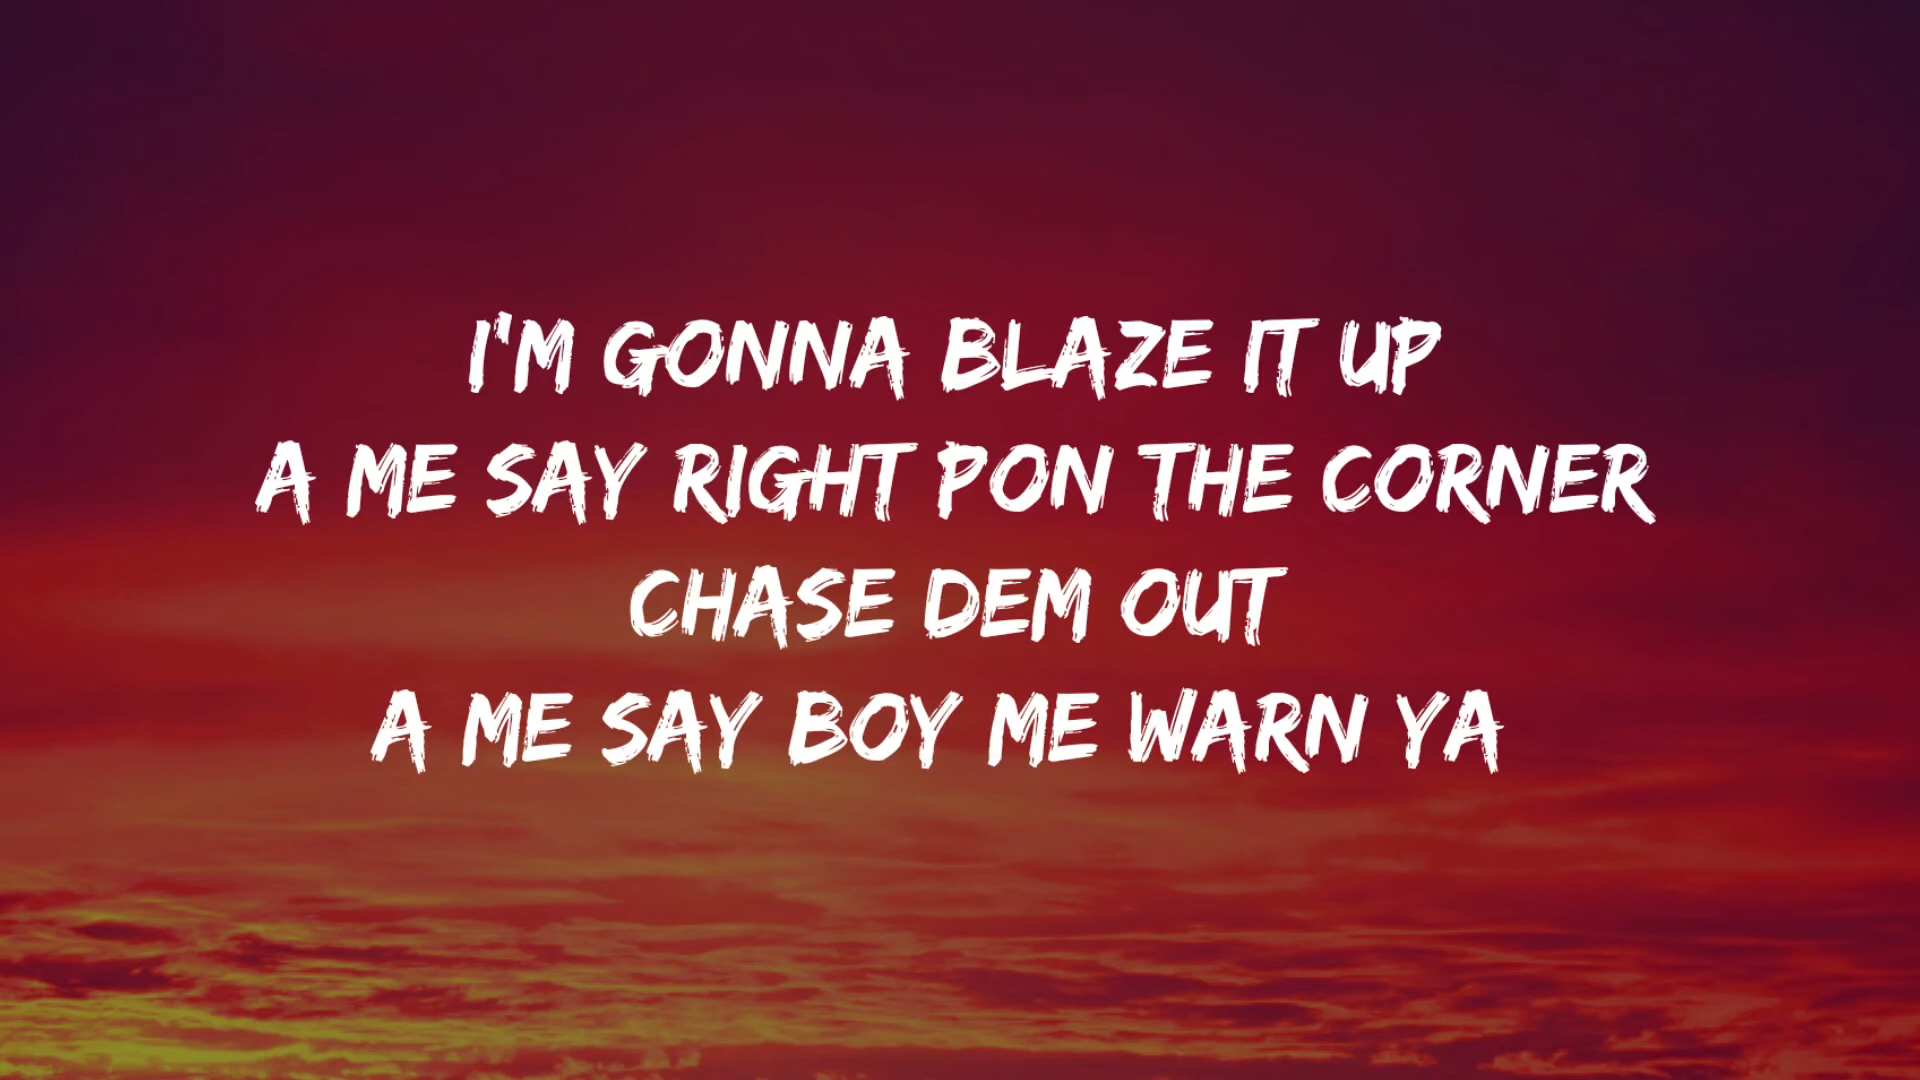 I'M GONNA BLAZE IT UP
A ME SAY RIGHT PON THE CORNER
CHASE DEM OUT
A ME SAY BOY ME WARN YA